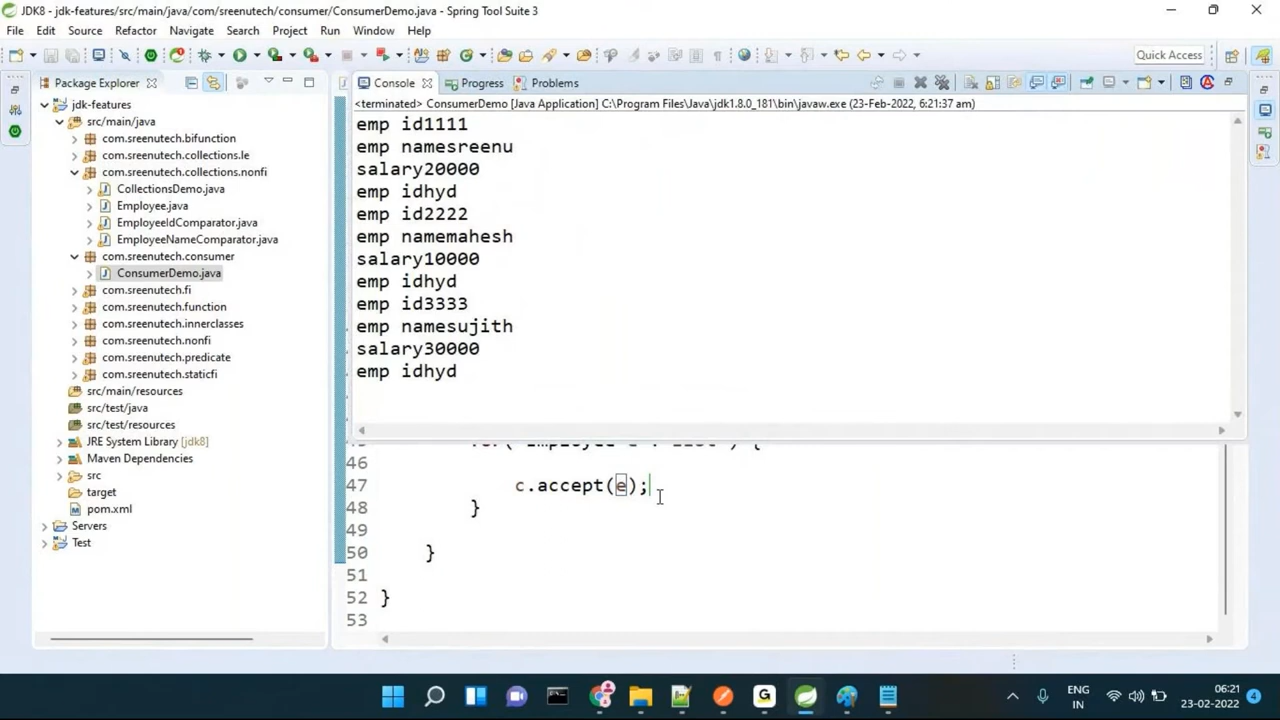 JDK8 - jdk-features/src/main/java/com/sreenutech/consumer/ConsumerDemo.java - Spring Tool Suite 3
File Edit Source Refactor Navigate Search Project Run Window Help
Quick Access
Package Explorer
Console Progress Problems
<terminated> ConsumerDemo [Java Application] C:\Program Files\Java\jdk1.8.0_181\bin\javaw.exe (23-Feb-2022, 6:21:37 am)
jdk-features
src/main/java
com.sreenutech.bifunction
com.sreenutech.collections.le
com.sreenutech.collections.nonfi
CollectionsDemo.java
Employee.java
EmployeeIdComparator.java
EmployeeNameComparator.java
com.sreenutech.consumer
ConsumerDemo.java
com.sreenutech.fi
com.sreenutech.function
com.sreenutech.innerclasses
com.sreenutech.nonfi
com.sreenutech.predicate
com.sreenutech.staticfi
src/main/resources
src/test/java
src/test/resources
JRE System Library [jdk8]
Maven Dependencies
src
target
pom.xml
Servers
Test
emp id1111
emp namesreenu
salary20000
emp idhyd
emp id2222
emp namemahesh
salary10000
emp idhyd
emp id3333
emp namesujith
salary30000
emp idhyd
46
47 c.accept(e);
48 }
49
50 }
51
52 }
53
ENG
IN
06:21
23-02-2022
4